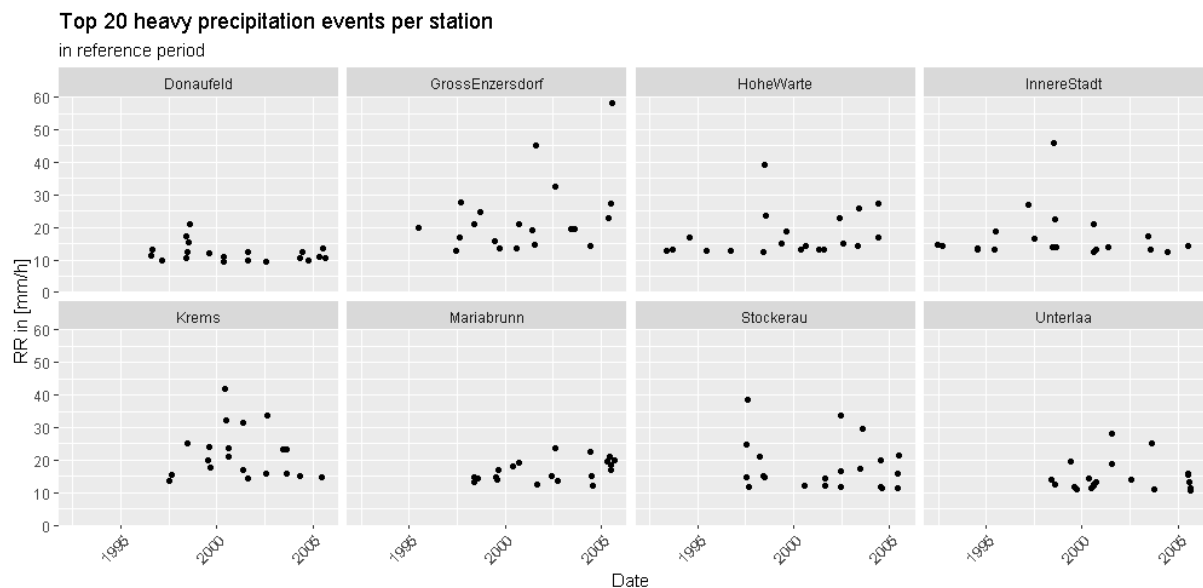 Top 20 heavy precipitation events per station
in reference period
Donaufeld GrossEnzersdorf HoheWarte InnereStadt
60
50
40
30
20
10
0
Krems Mariabrunn Stockerau Unterlaa
60
50
40
30
20
10
0
RR in [mm/h]
1995 2000 2005 1995 2000 2005 1995 2000 2005 1995 2000 2005
Date